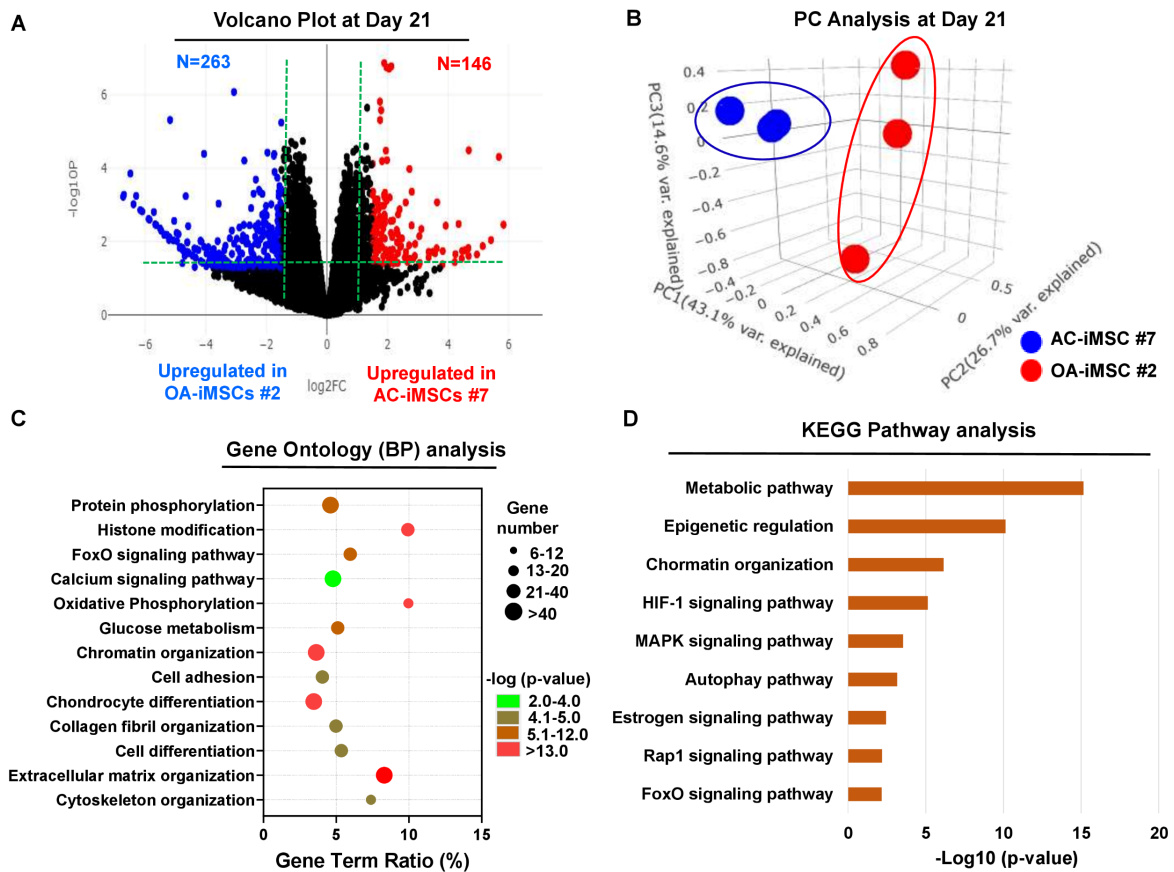 A
Volcano Plot at Day 21
N=263
N=146
6
4
2
0
-log10P
−6
−4
−2
0
2
4
6
log2FC
Upregulated in
OA-iMSCs #2
Upregulated in
AC-iMSCs #7
B
PC Analysis at Day 21
0.4
0.2
0
−0.2
−0.4
−0.6
−0.8
PC3(14.6% var. explained)
−0.4
−0.2
0
0.2
0.4
0.6
0.8
PC1(43.1% var. explained)
0.5
0
PC2(26.7% var. explained)
AC-iMSC #7
OA-iMSC #2
C
Gene Ontology (BP) analysis
Protein phosphorylation
Histone modification
FoxO signaling pathway
Calcium signaling pathway
Oxidative Phosphorylation
Glucose metabolism
Chromatin organization
Cell adhesion
Chondrocyte differentiation
Collagen fibril organization
Cell differentiation
Extracellular matrix organization
Cytoskeleton organization
0
5
10
15
Gene Term Ratio (%)
Gene
number
6-12
13-20
21-40
>40
-log (p-value)
2.0-4.0
4.1-5.0
5.1-12.0
>13.0
D
KEGG Pathway analysis
Metabolic pathway
Epigenetic regulation
Chormatin organization
HIF-1 signaling pathway
MAPK signaling pathway
Autophay pathway
Estrogen signaling pathway
Rap1 signaling pathway
FoxO signaling pathway
0
5
10
15
20
-Log10 (p-value)